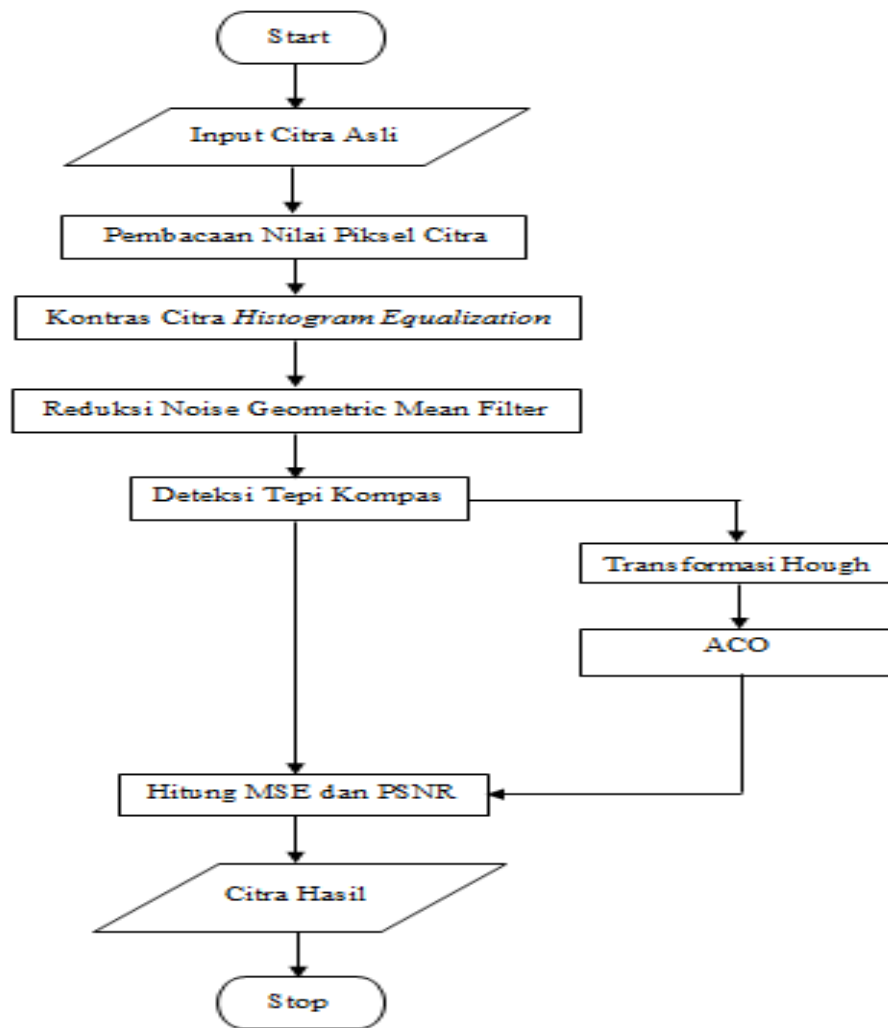 Start
Input Citra Asli
Pembacaan Nilai Piksel Citra
Kontras Citra Histogram Equalization
Reduksi Noise Geometric Mean Filter
Deteksi Tepi Kompas
Transformasi Hough
ACO
Hitung MSE dan PSNR
Citra Hasil
Stop